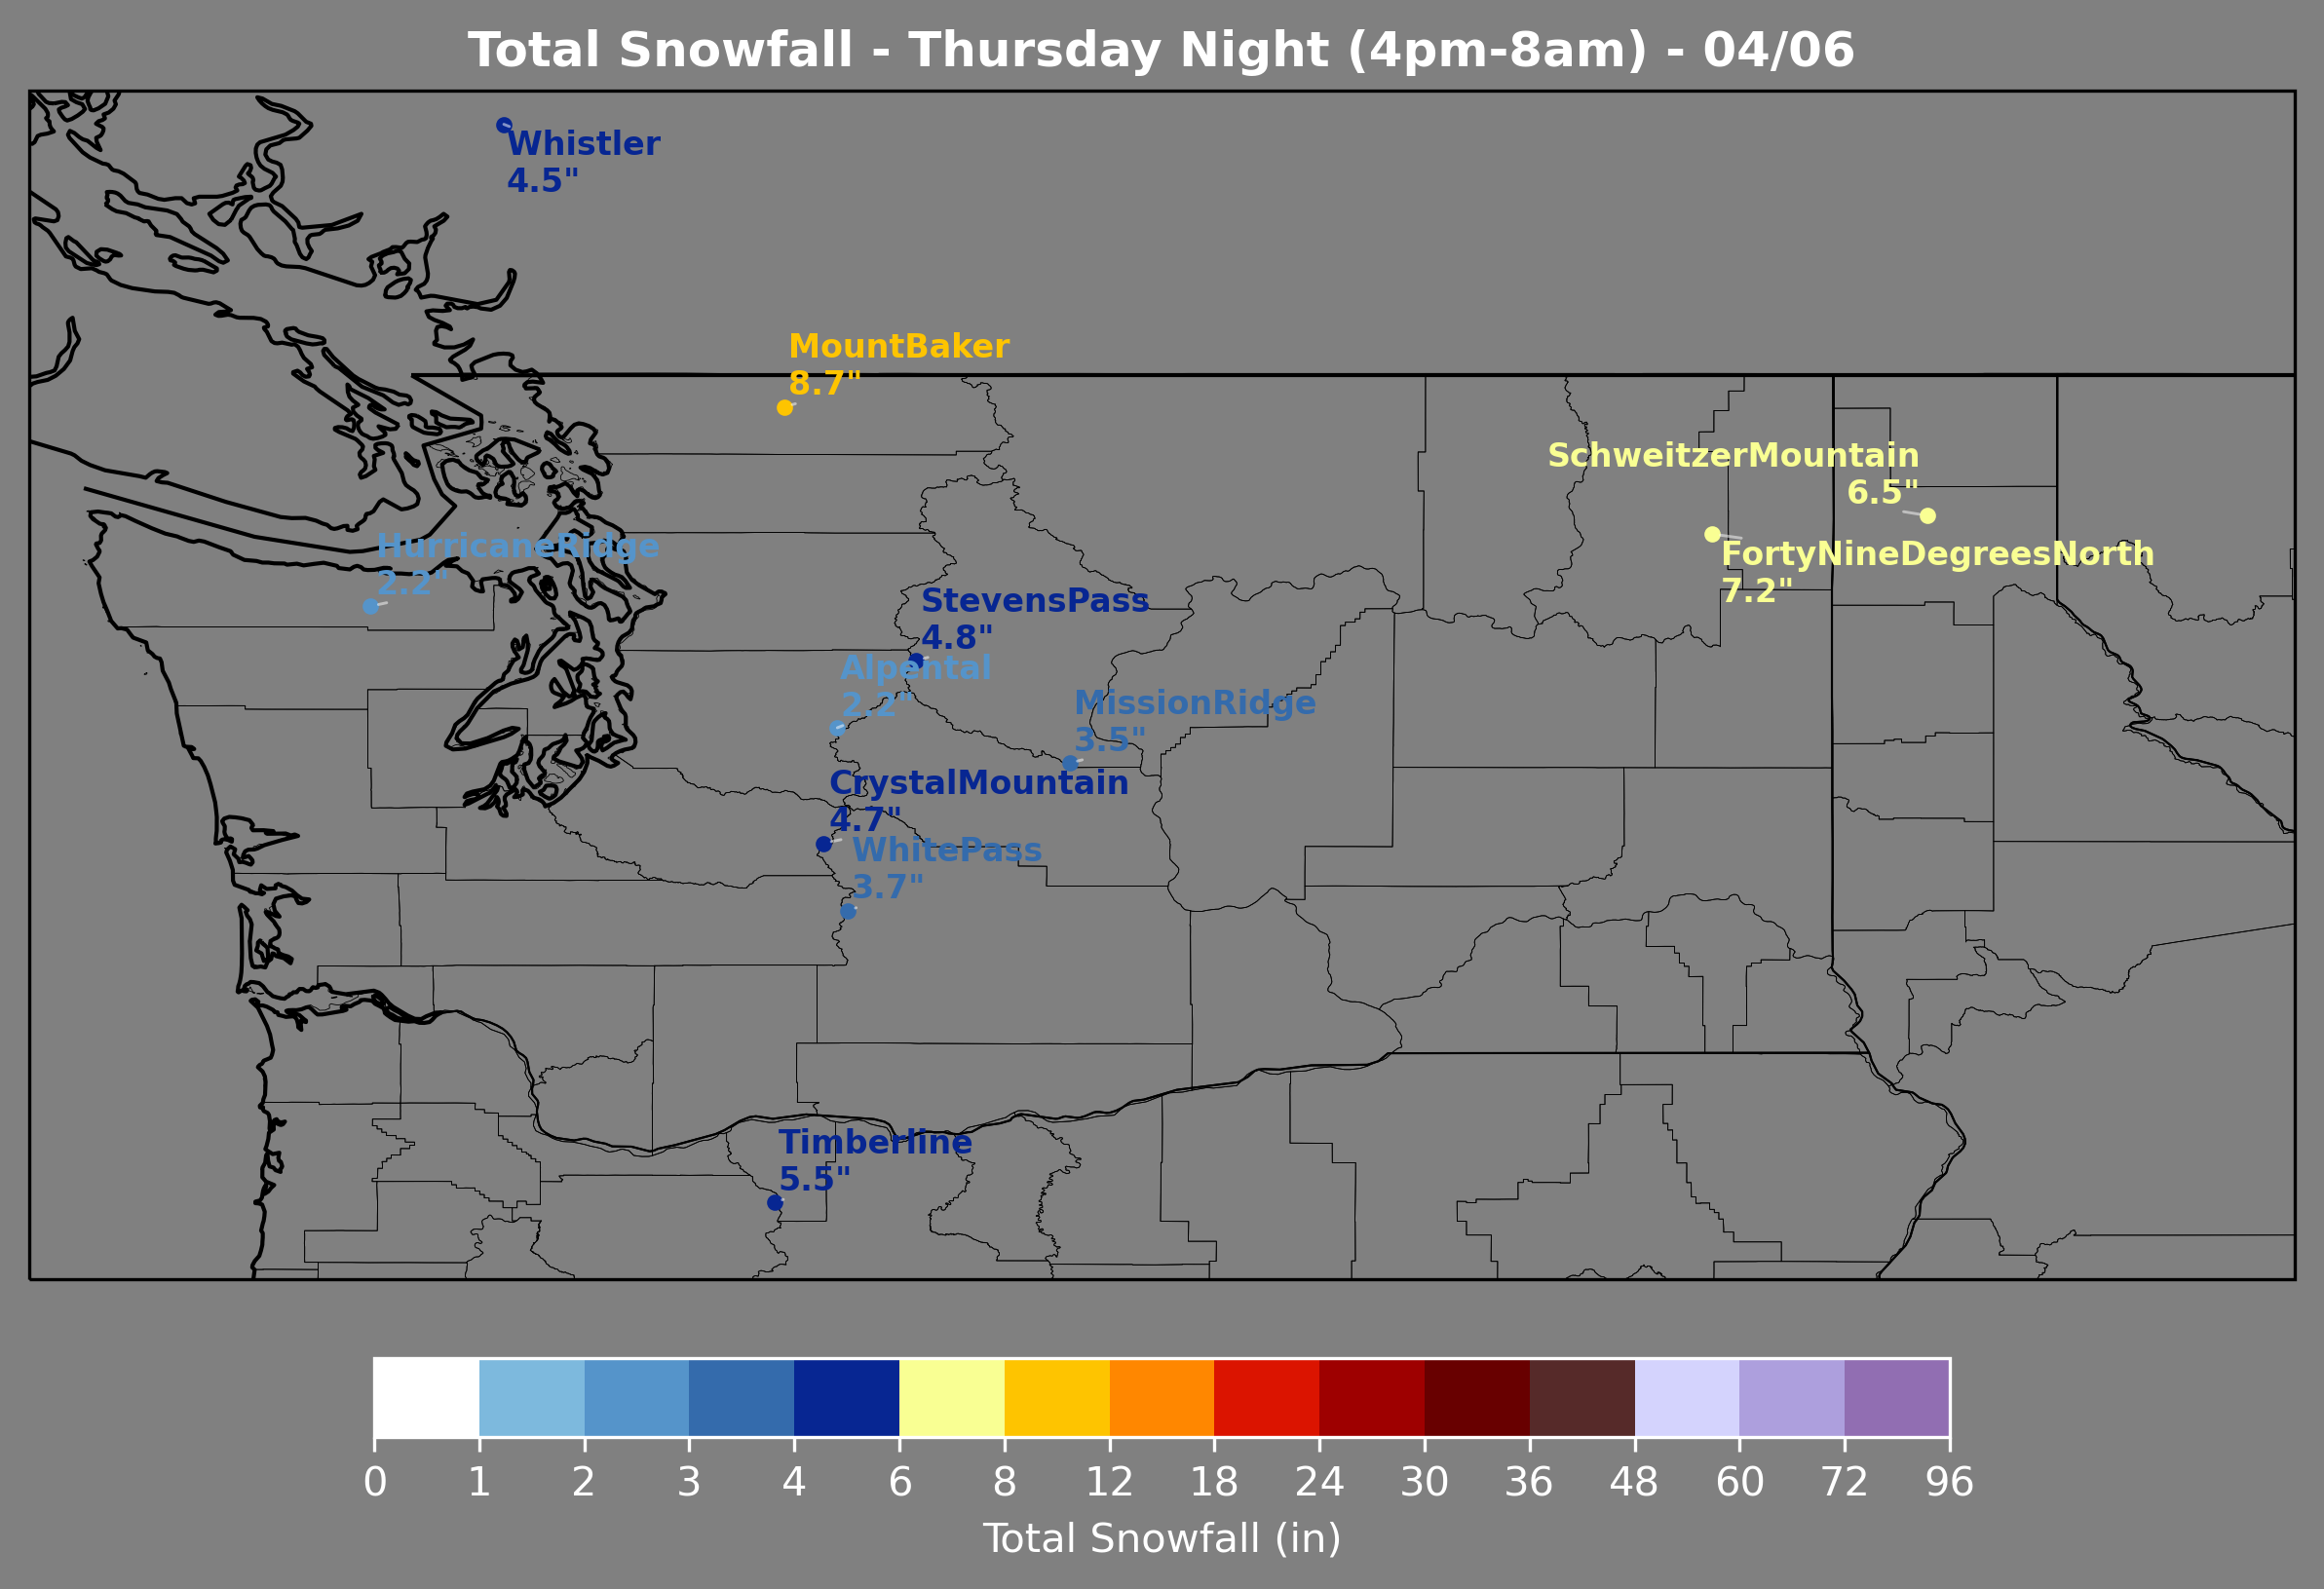 Total Snowfall - Thursday Night (4pm-8am) - 04/06
Whistler
4.5"
MountBaker
8.7"
SchweitzerMountain
6.5"
FortyNineDegreesNorth
7.2"
HurricaneRidge
2.2"
StevensPass
4.8"
Alpental
2.2"
MissionRidge
3.5"
CrystalMountain
4.7"
WhitePass
3.7"
Timberline
5.5"
0 1 2 3 4 6 8 12 18 24 30 36 48 60 72 96
Total Snowfall (in)